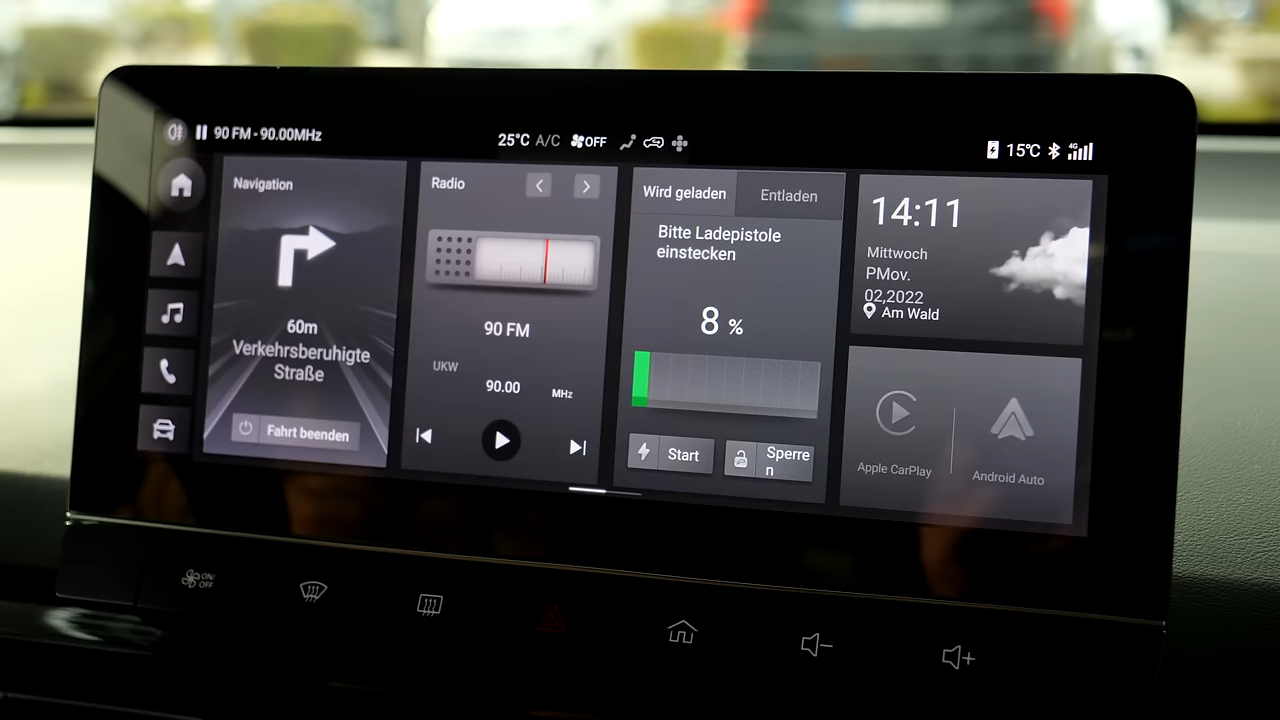 90 FM - 90.00MHz
25°C A/C OFF
15°C 4G
Navigation
60m
Verkehrsberuhigte
Straße
Fahrt beenden
Radio
90 FM
UKW
90.00
MHz
Wird geladen
Entladen
Bitte Ladepistole
einstecken
8 %
Start
Sperre
n
14:11
Mittwoch
PMov.
02,2022
Am Wald
Apple CarPlay
Android Auto
ON/
OFF